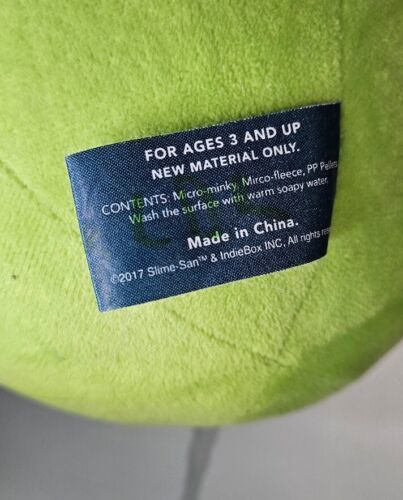 FOR AGES 3 AND UP
NEW MATERIAL ONLY.
CONTENTS: Micro-minky, Mirco-fleece, PP Pellets
Wash the surface with warm soapy water.
Made in China.
©2017 Slime-San™ & IndieBox INC, All rights res